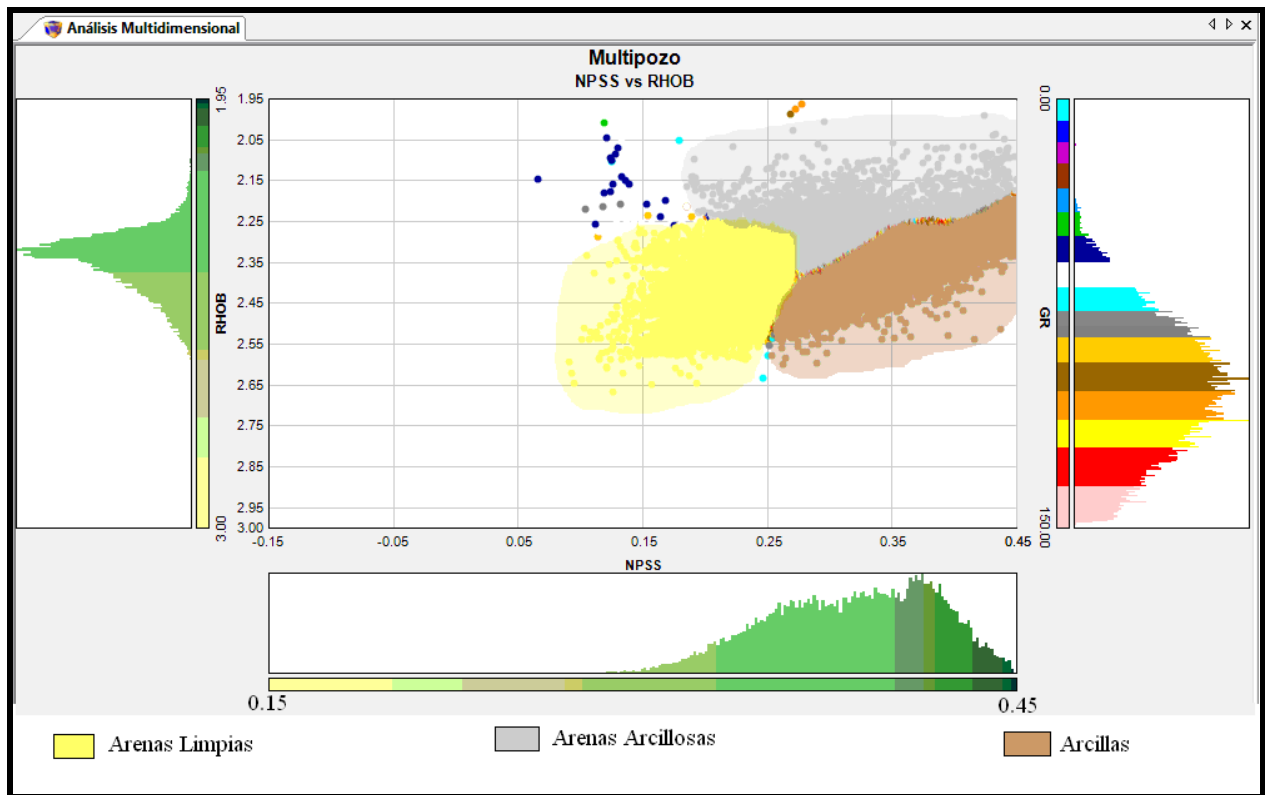 Análisis Multidimensional
Multipozo
NPSS vs RHOB
1.95
1.95
0.00
2.05
2.15
2.25
2.35
2.45
2.55
2.65
2.75
2.85
2.95
3.00
RHOB
3.00
GR
150.00
-0.15
-0.05
0.05
0.15
0.25
0.35
0.45
NPSS
0.15
0.45
Arenas Limpias
Arenas Arcillosas
Arcillas